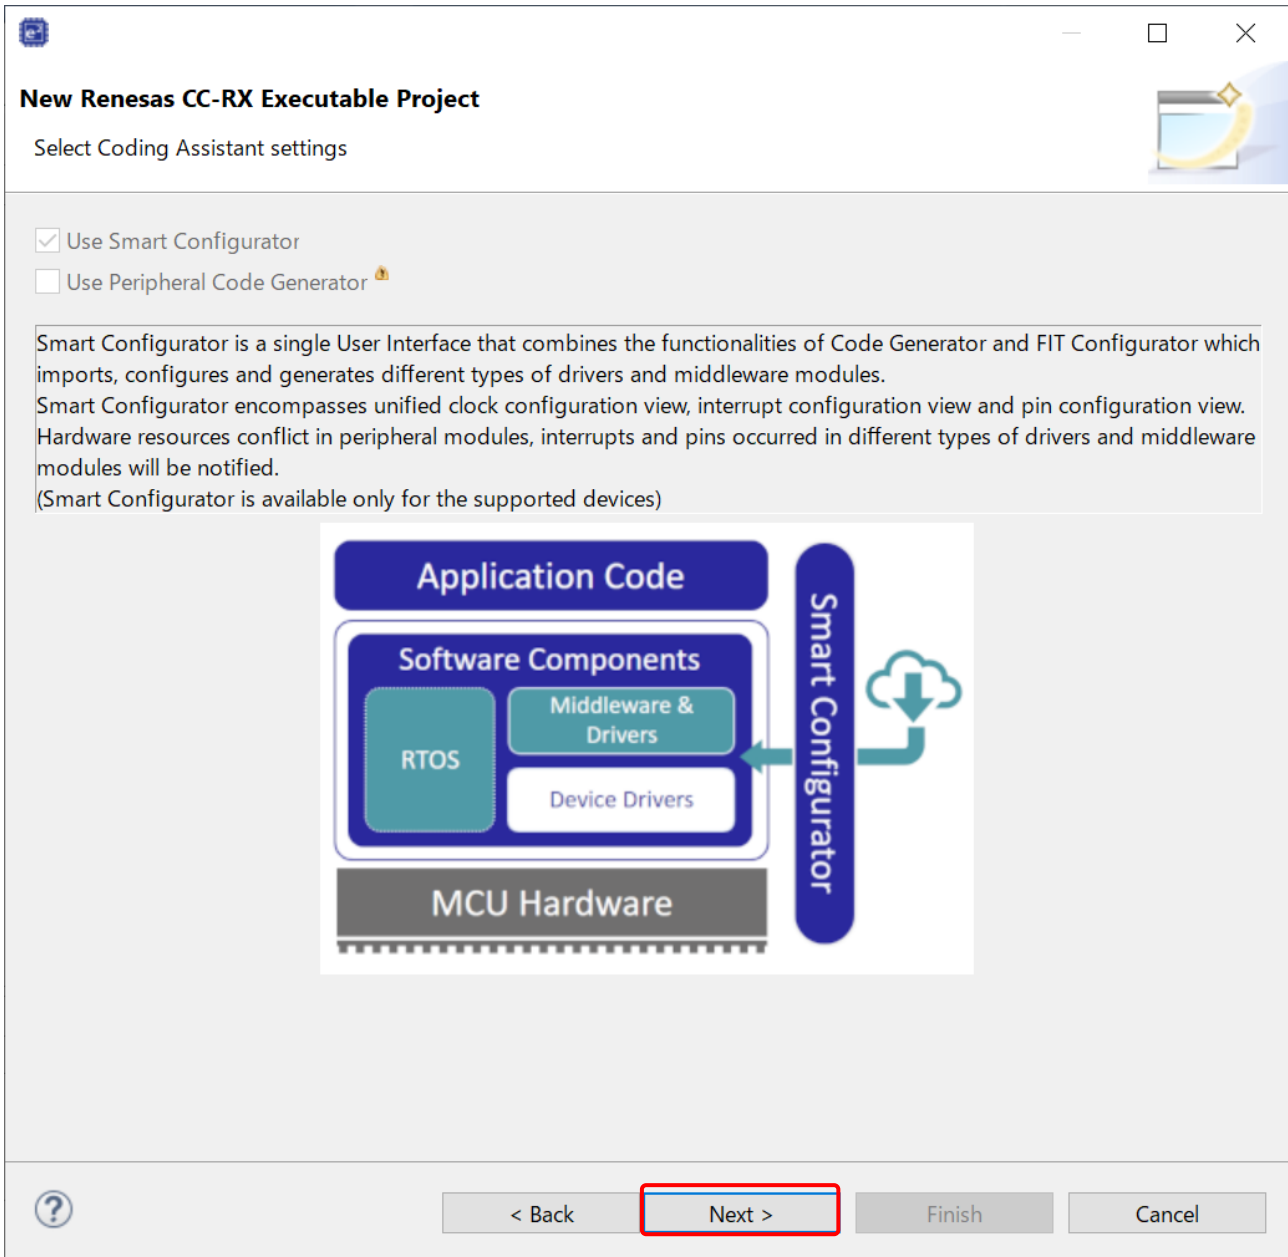 e²
New Renesas CC-RX Executable Project
Select Coding Assistant settings
Use Smart Configurator
Use Peripheral Code Generator
Smart Configurator is a single User Interface that combines the functionalities of Code Generator and FIT Configurator which
imports, configures and generates different types of drivers and middleware modules.
Smart Configurator encompasses unified clock configuration view, interrupt configuration view and pin configuration view.
Hardware resources conflict in peripheral modules, interrupts and pins occurred in different types of drivers and middleware
modules will be notified.
(Smart Configurator is available only for the supported devices)
Application Code
Software Components
RTOS
Middleware &
Drivers
Device Drivers
MCU Hardware
Smart Configurator
?
< Back
Next >
Finish
Cancel